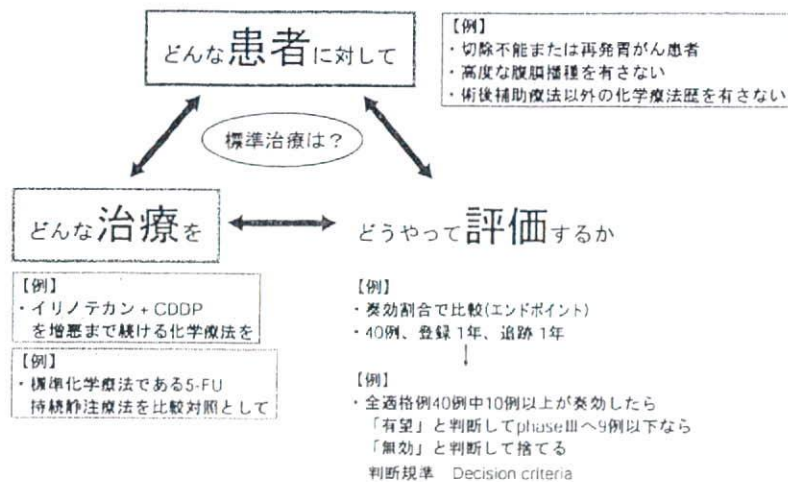 どんな患者に対して
【例】
・切除不能または再発胃がん患者
・高度な腹膜播種を有さない
・術後補助療法以外の化学療法歴を有さない
標準治療は?
どんな治療を
どうやって評価するか
【例】
・イリノテカン+CDDP
を増悪まで続ける化学療法を
【例】
・標準化学療法である5-FU
持続静注療法を比較対照として
【例】
・奏効割合で比較(エンドポイント)
・40例、登録1年、追跡1年
【例】
・全適格例40例中10例以上が奏効したら
「有望」と判断してphaseⅢへ9例以下なら
「無効」と判断して捨てる
判断規準 Decision criteria